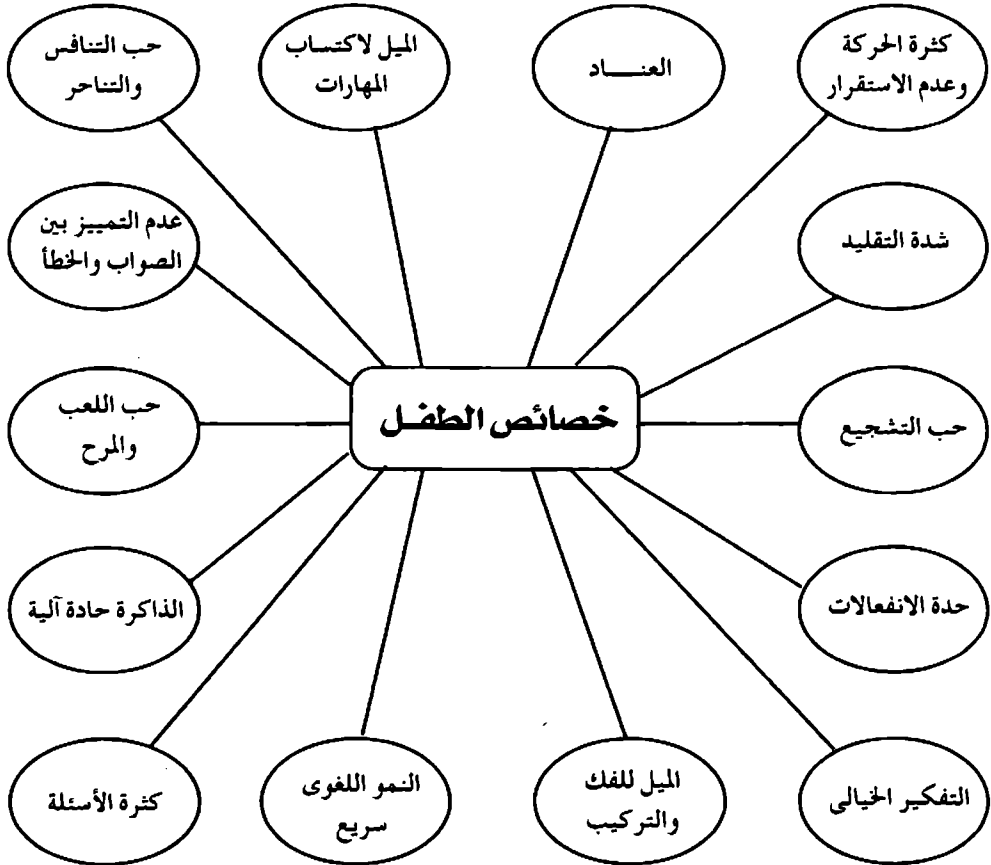 كثرة الحركة
وعدم الاستقرار
العنـــاد
الميل لاكتساب
المهارات
حب التنافس
والتناحر
شدة التقليد
عدم التمييز بين
الصواب والخطأ
خصائص الطفـل
حب التشجيع
حب اللعب
والمرح
حدة الانفعالات
الذاكرة حادة آلية
التفكير الخيالى
الميل للفك
والتركيب
النمو اللغوى
سريع
كثرة الأسئلة